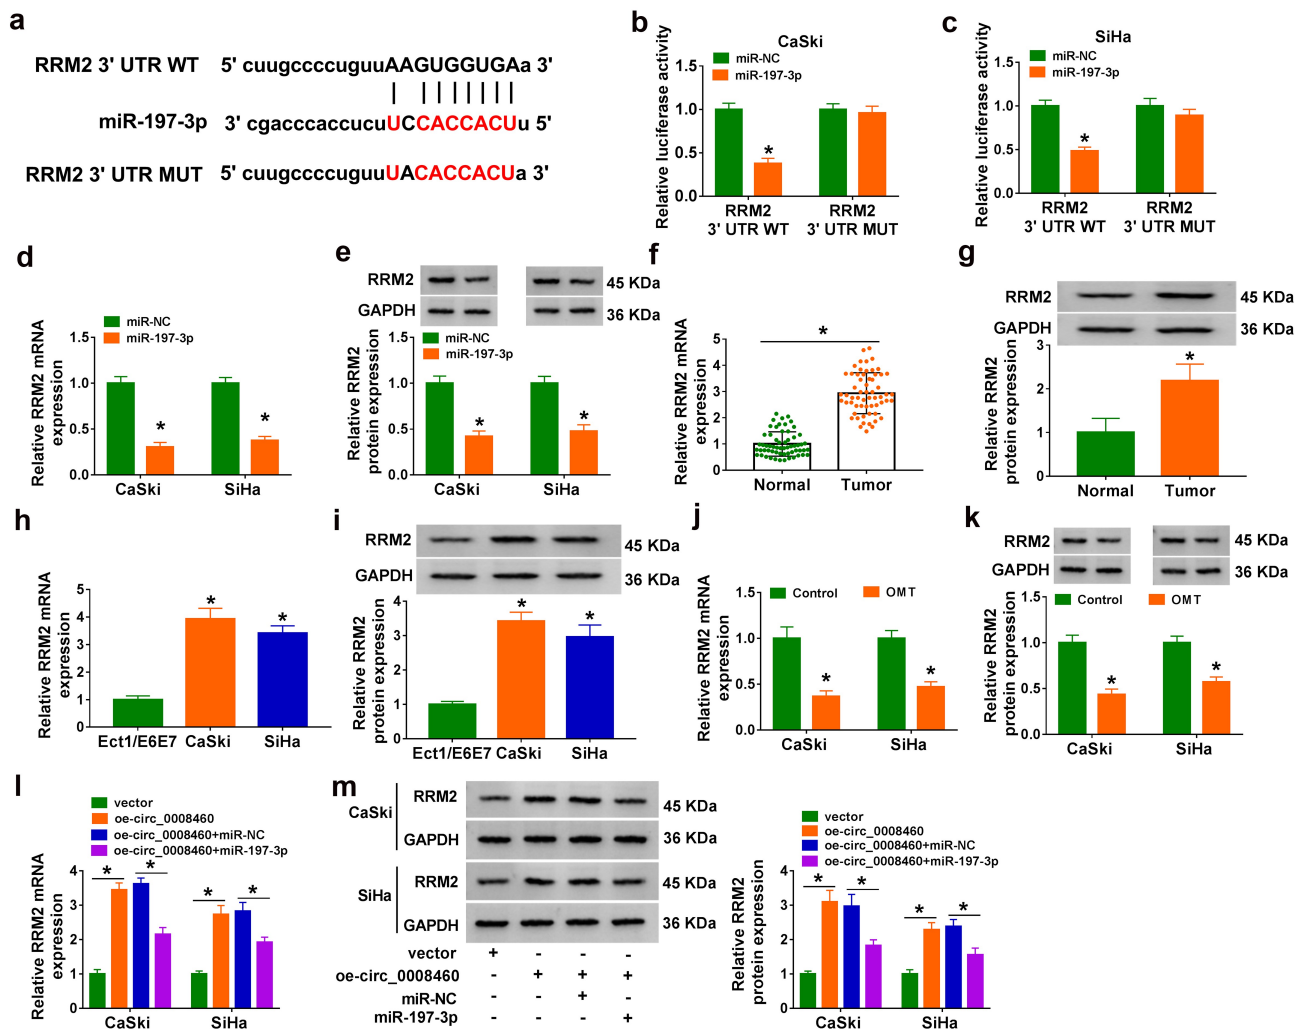 a
RRM2 3' UTR WT 5' cuugccccuguuAAGUGGUGAa 3'
miR-197-3p 3' cgacccaccucuUCCACCACUu 5'
RRM2 3' UTR MUT 5' cuugccccuguuUACACCACUa 3'
b
CaSki
miR-NC
miR-197-3p
Relative luciferase activity
1.5
1.0
0.5
0.0
*
RRM2 3' UTR WT
RRM2 3' UTR MUT
c
SiHa
miR-NC
miR-197-3p
Relative luciferase activity
1.5
1.0
0.5
0.0
*
RRM2 3' UTR WT
RRM2 3' UTR MUT
d
miR-NC
miR-197-3p
Relative RRM2 mRNA expression
1.5
1.0
0.5
0.0
* *
CaSki SiHa
e
RRM2 45 KDa
GAPDH 36 KDa
miR-NC
miR-197-3p
Relative RRM2 protein expression
1.5
1.0
0.5
0.0
* *
CaSki SiHa
f
Relative RRM2 mRNA expression
5
4
3
2
1
0
*
Normal Tumor
g
RRM2 45 KDa
GAPDH 36 KDa
Relative RRM2 protein expression
3
2
1
0
*
Normal Tumor
h
Relative RRM2 mRNA expression
5
4
3
2
1
0
* *
Ect1/E6E7 CaSki SiHa
i
RRM2 45 KDa
GAPDH 36 KDa
Relative RRM2 protein expression
4
3
2
1
0
* *
Ect1/E6E7 CaSki SiHa
j
Control OMT
Relative RRM2 mRNA expression
1.5
1.0
0.5
0.0
* *
CaSki SiHa
k
RRM2 45 KDa
GAPDH 36 KDa
Control OMT
Relative RRM2 protein expression
1.5
1.0
0.5
0.0
* *
CaSki SiHa
l
vector
oe-circ_0008460
oe-circ_0008460+miR-NC
oe-circ_0008460+miR-197-3p
Relative RRM2 mRNA expression
4
3
2
1
0
* * * *
CaSki SiHa
m
CaSki
RRM2 45 KDa
GAPDH 36 KDa
SiHa
RRM2 45 KDa
GAPDH 36 KDa
vector + - - -
oe-circ_0008460 - + + +
miR-NC - - + -
miR-197-3p - - - +
vector
oe-circ_0008460
oe-circ_0008460+miR-NC
oe-circ_0008460+miR-197-3p
Relative RRM2 protein expression
4
3
2
1
0
* * * *
CaSki SiHa